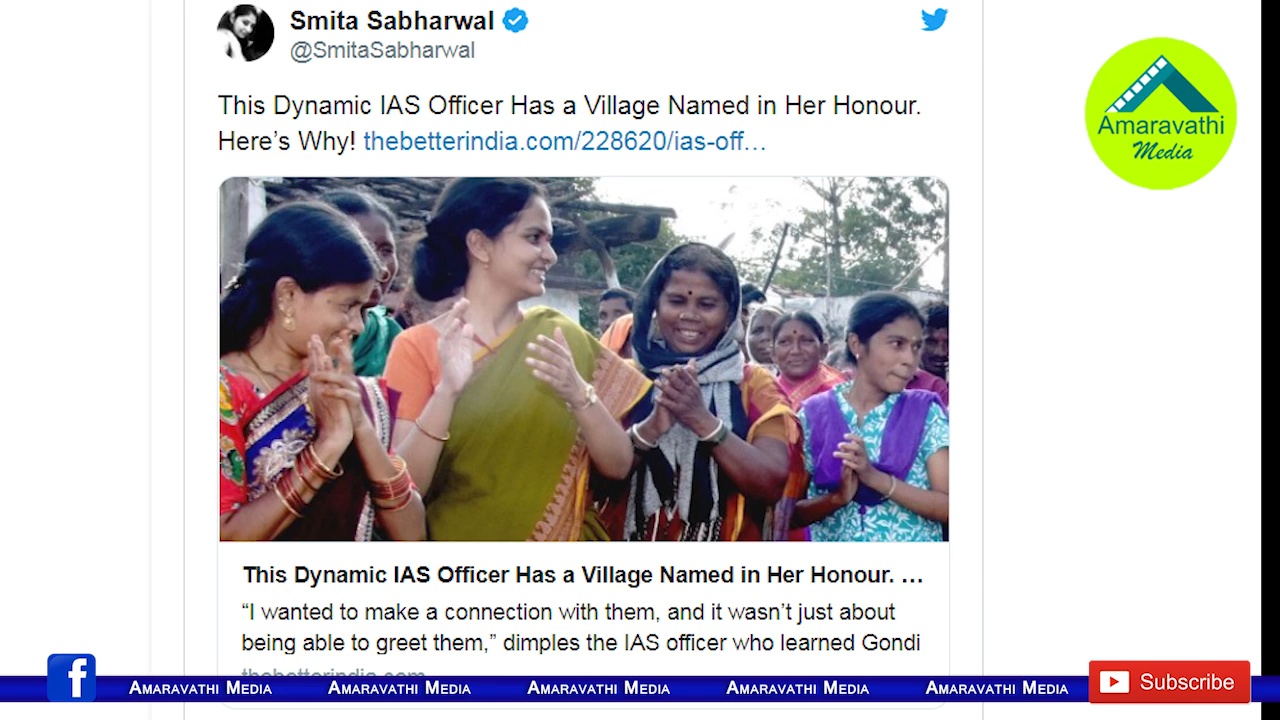 Smita Sabharwal
@SmitaSabharwal
This Dynamic IAS Officer Has a Village Named in Her Honour.
Here’s Why! thebetterindia.com/228620/ias-off…
Amaravathi
Media
This Dynamic IAS Officer Has a Village Named in Her Honour. …
“I wanted to make a connection with them, and it wasn’t just about
being able to greet them,” dimples the IAS officer who learned Gondi
thebetterindia.com
f
Amaravathi Media Amaravathi Media Amaravathi Media Amaravathi Media Amaravathi Media
Subscribe